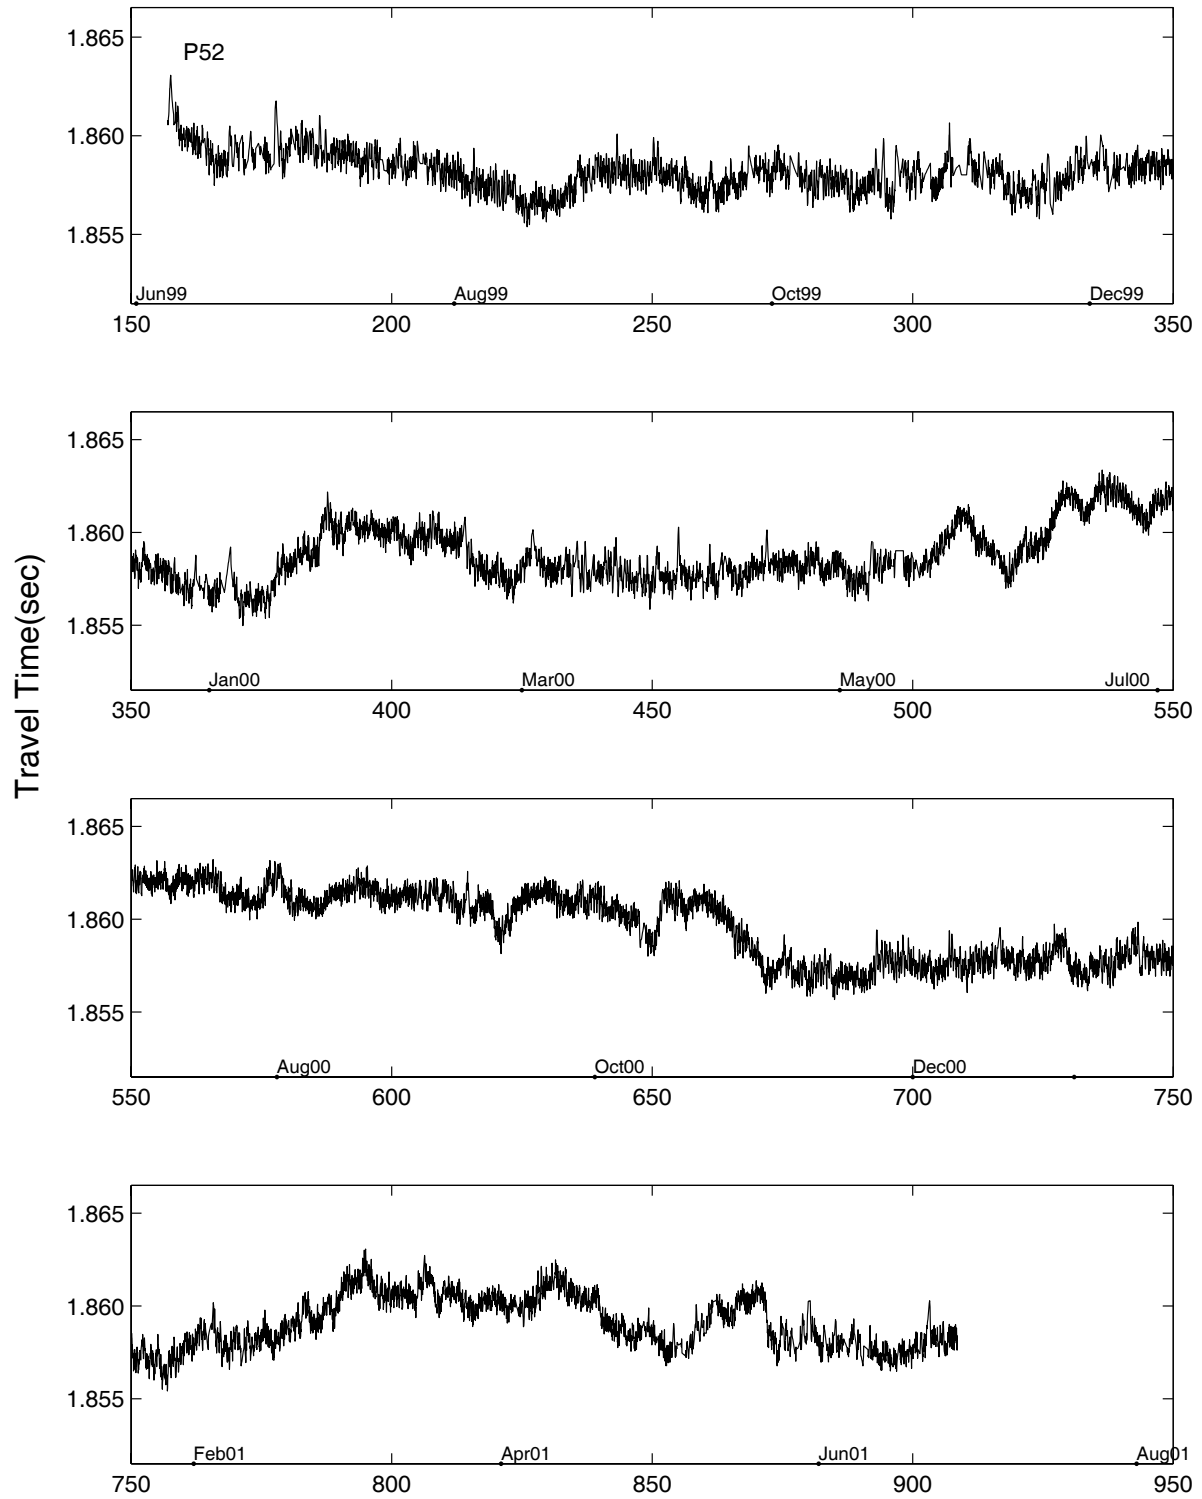 1.865
P52
1.860
1.855
Jun99 Aug99 Oct99 Dec99
150 200 250 300 350
1.865
1.860
1.855
Jan00 Mar00 May00 Jul00
350 400 450 500 550
Travel Time(sec)
1.865
1.860
1.855
Aug00 Oct00 Dec00
550 600 650 700 750
1.865
1.860
1.855
Feb01 Apr01 Jun01 Aug01
750 800 850 900 950